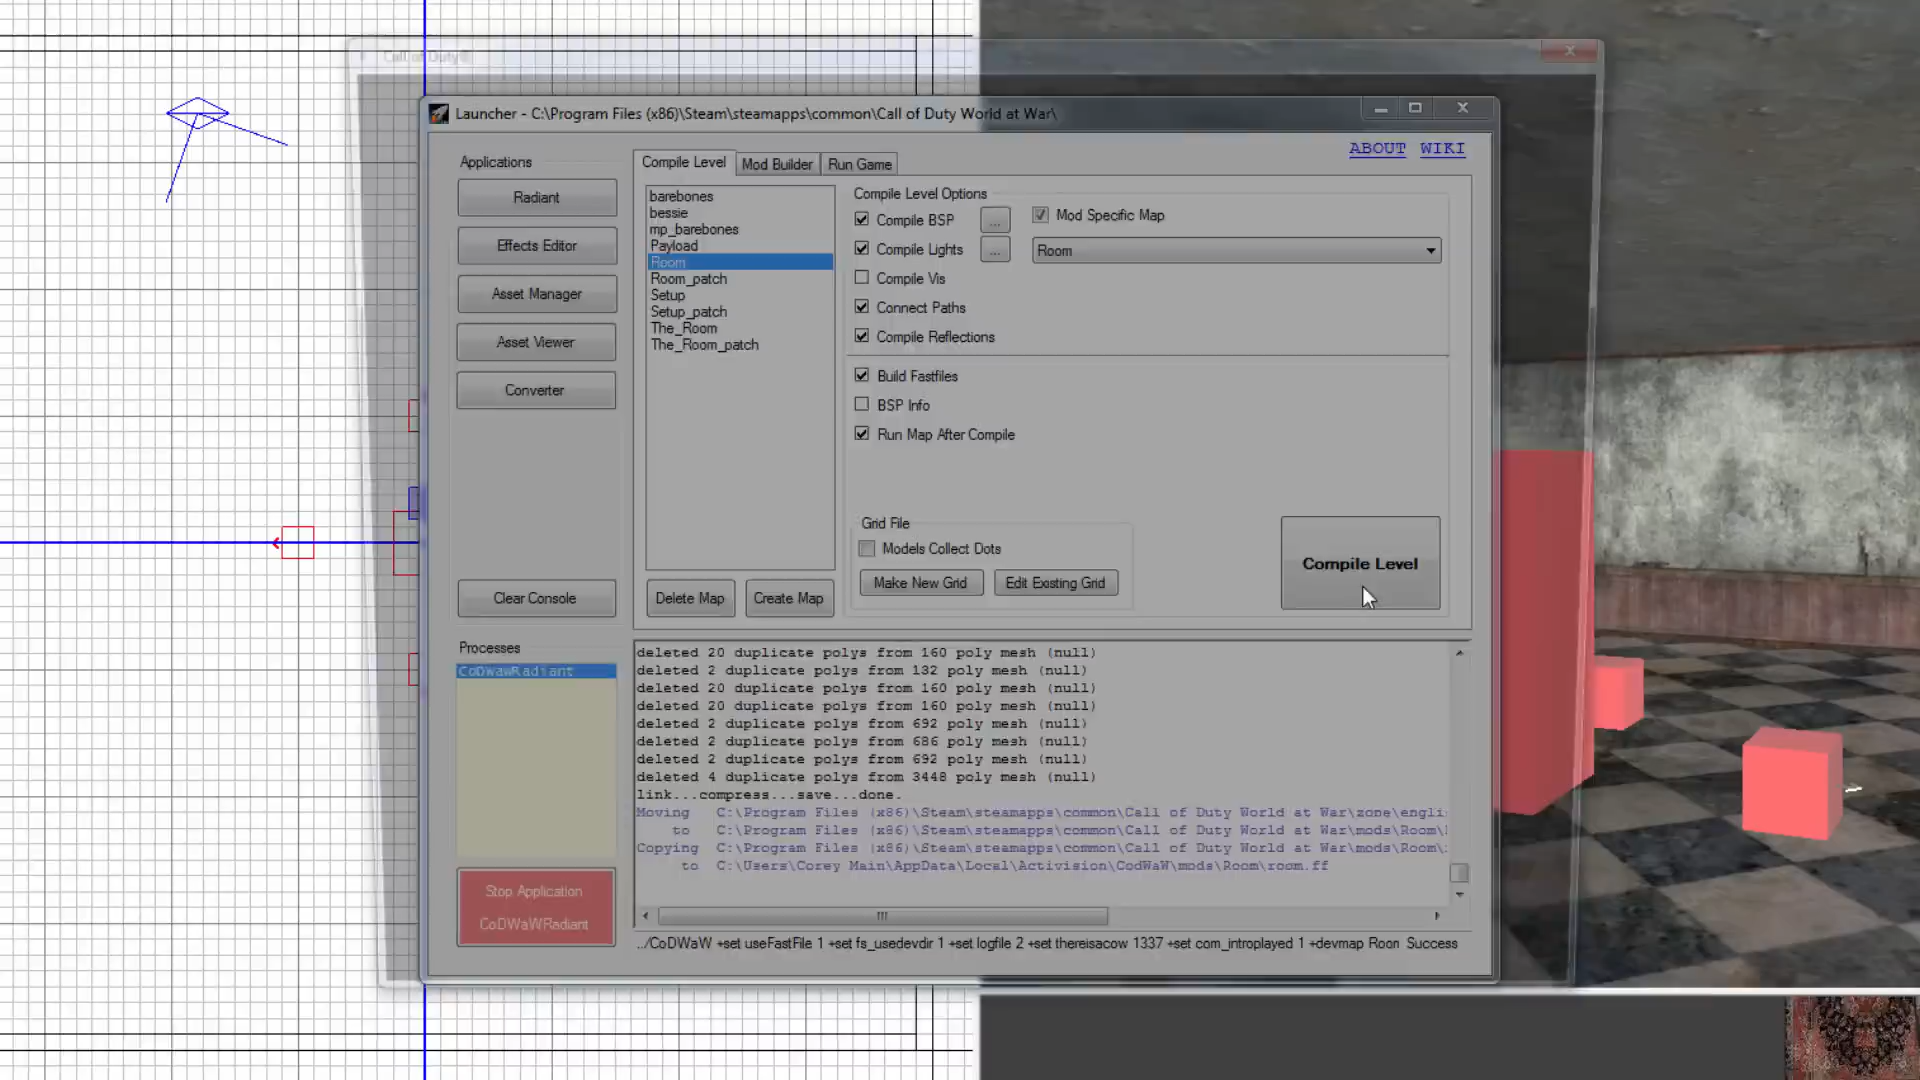 Call of Duty®
Launcher - C:\Program Files (x86)\Steam\steamapps\common\Call of Duty World at War\
ABOUT WIKI
Applications
Radiant
Effects Editor
Asset Manager
Asset Viewer
Converter
Clear Console
Compile Level Mod Builder Run Game
barebones
bessie
mp_barebones
Payload
Room
Room_patch
Setup
Setup_patch
The_Room
The_Room_patch
Delete Map Create Map
Compile Level Options
Compile BSP ...
Compile Lights ...
Compile Vis
Connect Paths
Compile Reflections
Mod Specific Map
Room
Build Fastfiles
BSP Info
Run Map After Compile
Grid File
Models Collect Dots
Make New Grid Edit Existing Grid
Compile Level
Processes
CoDWaWRadiant
Stop Application
CoDWaWRadiant
deleted 20 duplicate polys from 160 poly mesh (null)
deleted 2 duplicate polys from 132 poly mesh (null)
deleted 20 duplicate polys from 160 poly mesh (null)
deleted 20 duplicate polys from 160 poly mesh (null)
deleted 2 duplicate polys from 692 poly mesh (null)
deleted 2 duplicate polys from 686 poly mesh (null)
deleted 2 duplicate polys from 692 poly mesh (null)
deleted 4 duplicate polys from 3448 poly mesh (null)
link...compress...save...done.
Moving C:\Program Files (x86)\Steam\steamapps\common\Call of Duty World at War\zone\engli
to C:\Program Files (x86)\Steam\steamapps\common\Call of Duty World at War\mods\Room\
Copying C:\Program Files (x86)\Steam\steamapps\common\Call of Duty World at War\mods\Room\
to C:\Users\Corey Main\AppData\Local\Activision\CodWaW\mods\Room\room.ff
../CoDWaW +set useFastFile 1 +set fs_usedevdir 1 +set logfile 2 +set thereisacow 1337 +set com_introplayed 1 +devmap Room Success